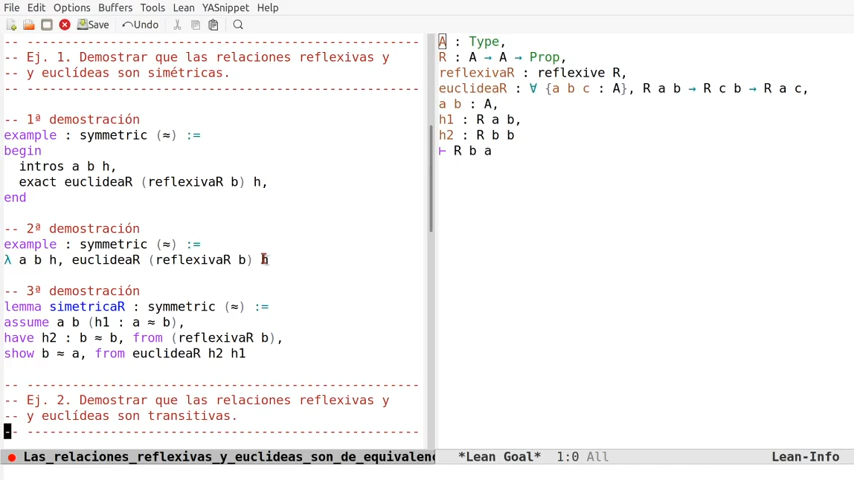 File Edit Options Buffers Tools Lean YASnippet Help
Save Undo
-- --------------------------------------------------
-- Ej. 1. Demostrar que las relaciones reflexivas y
-- y euclídeas son simétricas.
-- --------------------------------------------------
-- 1ª demostración
example : symmetric (≈) :=
begin
intros a b h,
exact euclideaR (reflexivaR b) h,
end
-- 2ª demostración
example : symmetric (≈) :=
λ a b h, euclideaR (reflexivaR b) h
-- 3ª demostración
lemma simetricaR : symmetric (≈) :=
assume a b (h1 : a ≈ b),
have h2 : b ≈ b, from (reflexivaR b),
show b ≈ a, from euclideaR h2 h1
-- --------------------------------------------------
-- Ej. 2. Demostrar que las relaciones reflexivas y
-- y euclídeas son transitivas.
-- --------------------------------------------------
Las_relaciones_reflexivas_y_euclideas_son_de_equivalenc
A : Type,
R : A → A → Prop,
reflexivaR : reflexive R,
euclideaR : ∀ {a b c : A}, R a b → R c b → R a c,
a b : A,
h1 : R a b,
h2 : R b b
⊢ R b a
*Lean Goal* 1:0 All Lean-Info